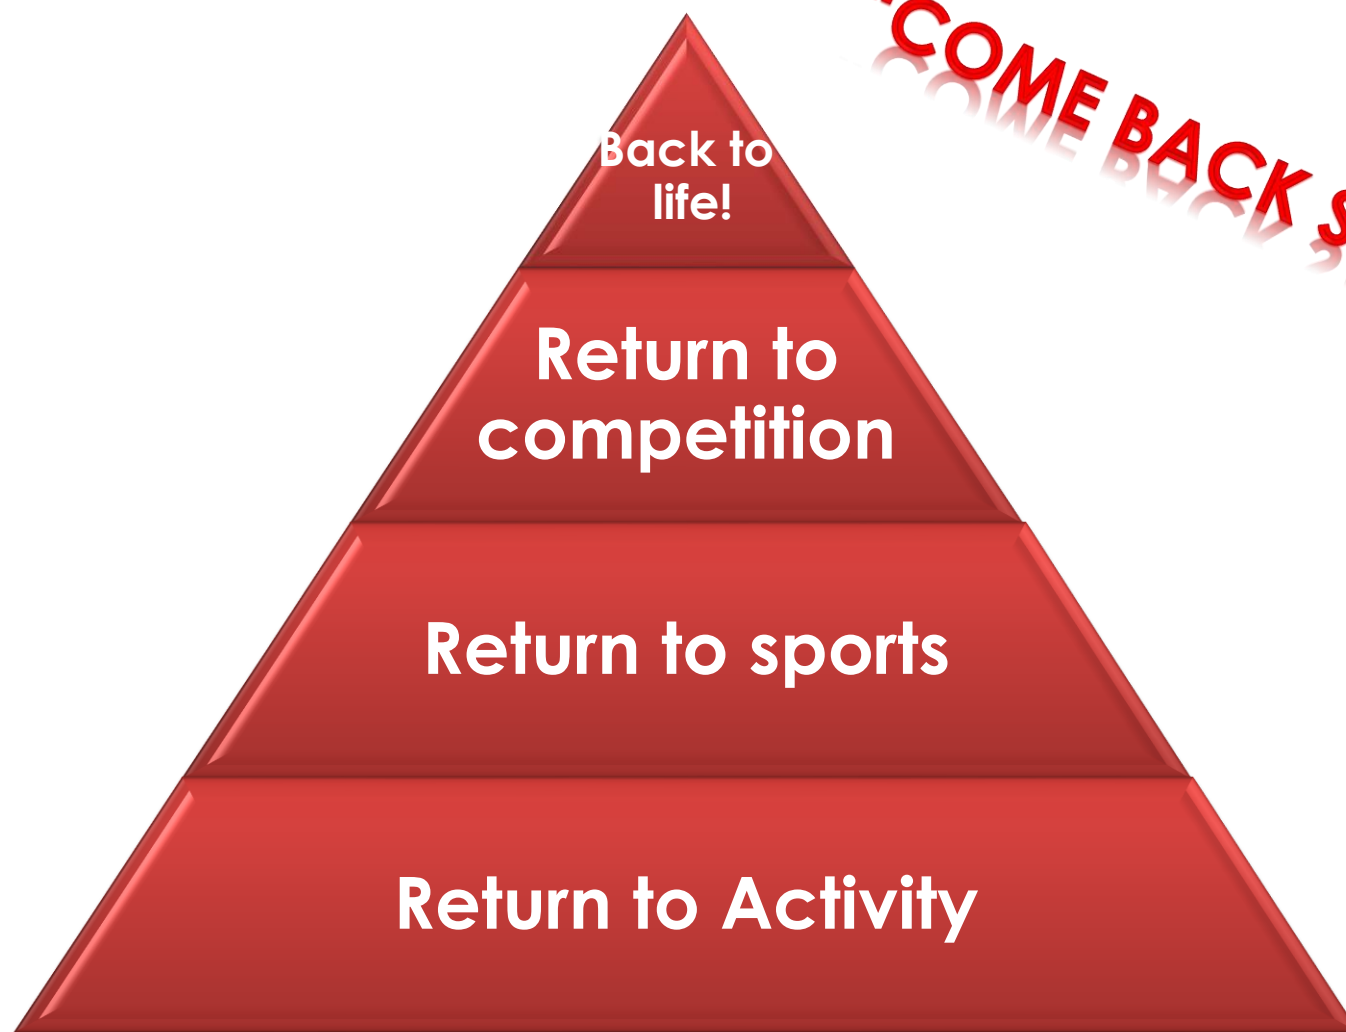 COME BACK S
Back to
life!
Return to
competition
Return to sports
Return to Activity